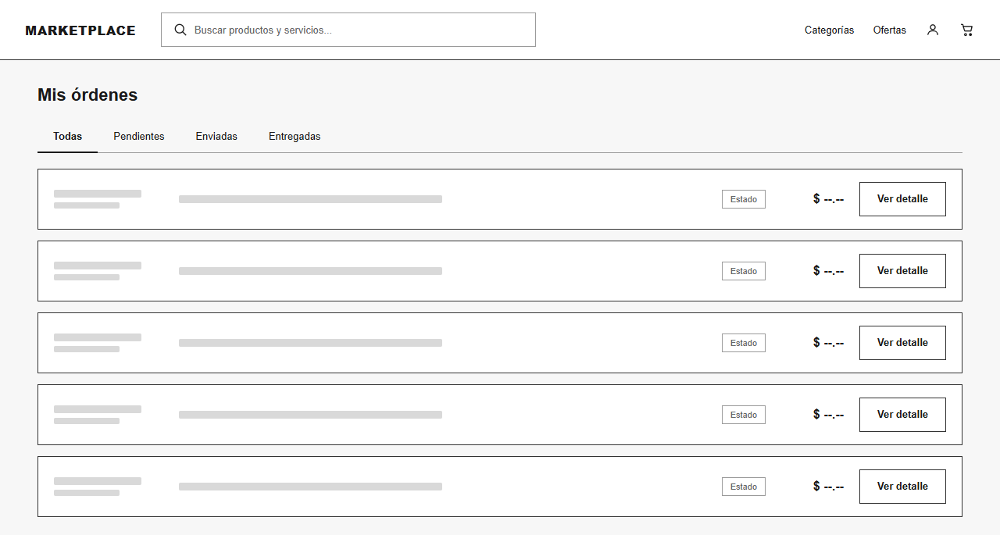 MARKETPLACE
Buscar productos y servicios...
Categorías
Ofertas
Mis órdenes
Todas
Pendientes
Enviadas
Entregadas
Estado
$ --.--
Ver detalle
Estado
$ --.--
Ver detalle
Estado
$ --.--
Ver detalle
Estado
$ --.--
Ver detalle
Estado
$ --.--
Ver detalle